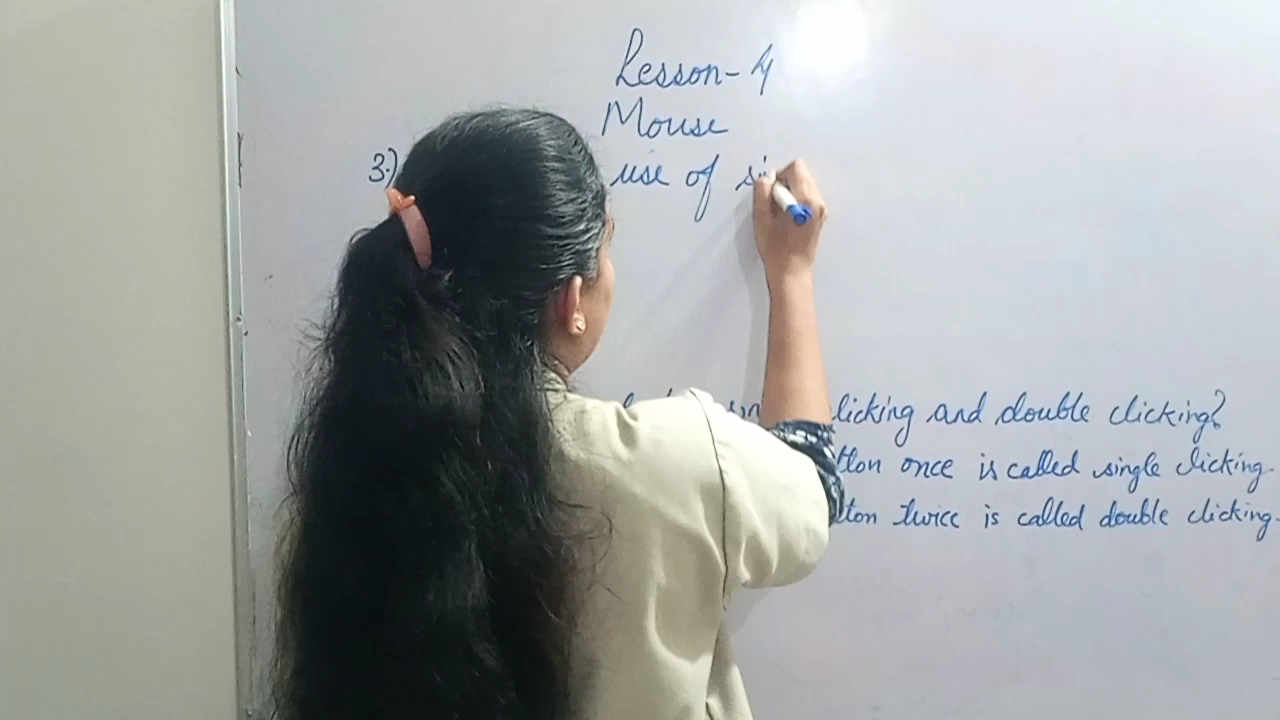 Lesson-4
Mouse
3.) use of si
licking and double clicking?
tton once is called single clicking.
tton twice is called double clicking.